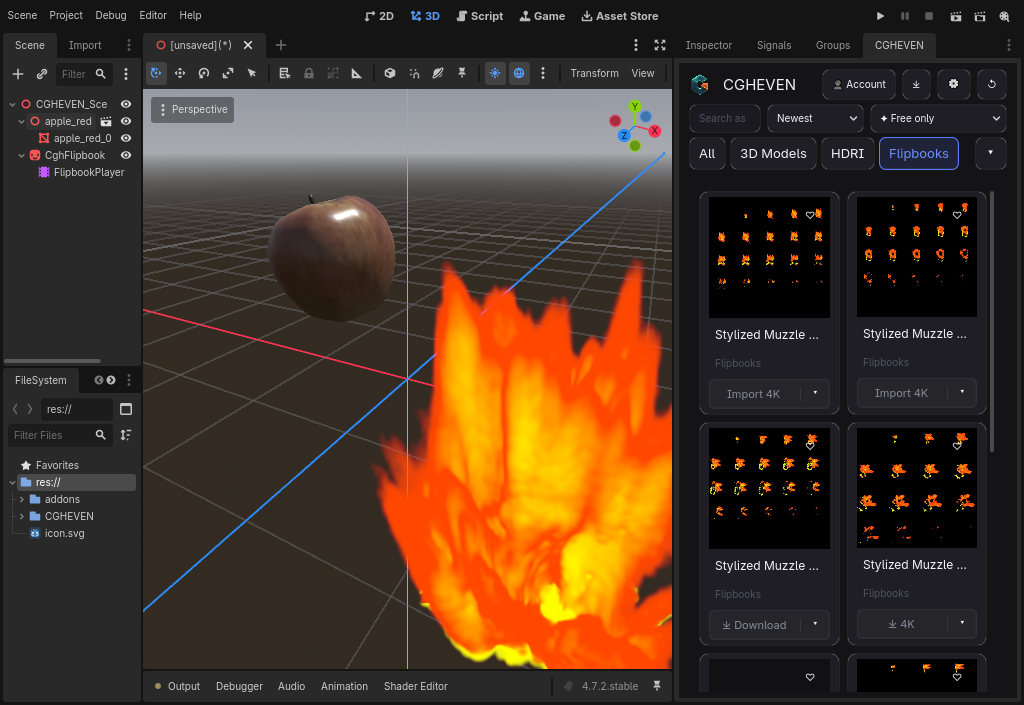 Scene Project Debug Editor Help 2D 3D Script Game Asset Store
Scene Import [unsaved](*) Inspector Signals Groups CGHEVEN
Filter Transform View
CGHEVEN Account
CGHEVEN_Sce
apple_red
apple_red_0
CghFlipbook
FlipbookPlayer
Perspective
Y
X
Z
Search as Newest Free only
All 3D Models HDRI Flipbooks
Stylized Muzzle ... Stylized Muzzle ...
Flipbooks Flipbooks
Import 4K Import 4K
FileSystem
res://
Filter Files
Favorites
res://
addons
CGHEVEN
icon.svg
Stylized Muzzle ... Stylized Muzzle ...
Flipbooks Flipbooks
Download 4K
Output Debugger Audio Animation Shader Editor 4.7.2.stable